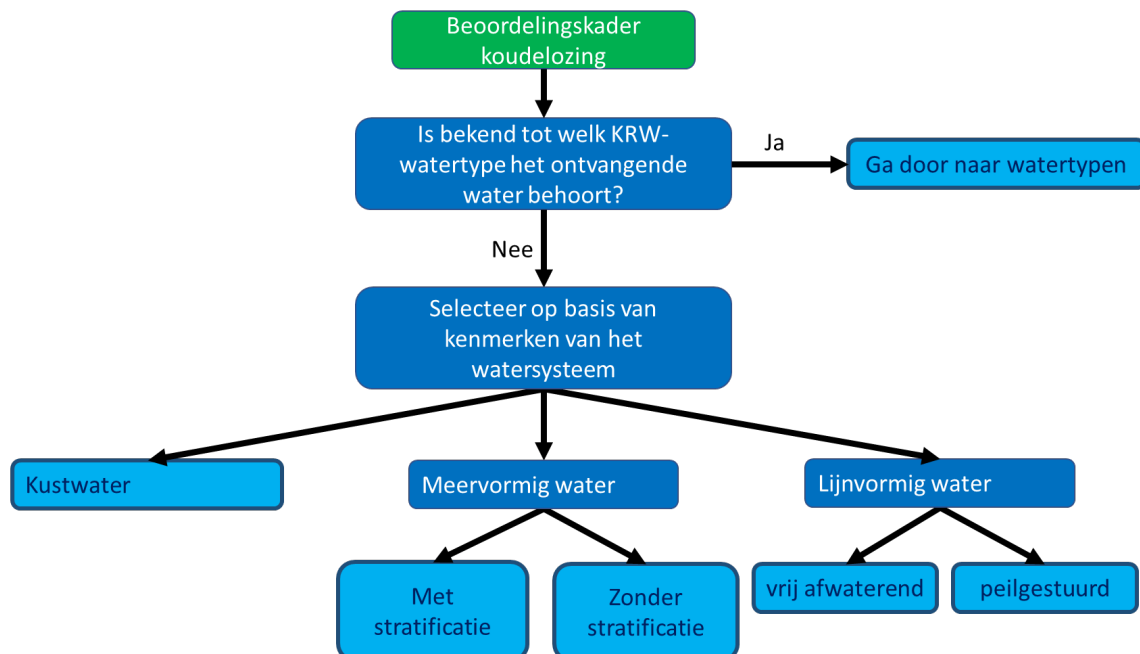 Beoordelingskader
koudelozing
Is bekend tot welk KRW-
watertype het ontvangende
water behoort?
Ja
Ga door naar watertypen
Nee
Selecteer op basis van
kenmerken van het
watersysteem
Kustwater
Meervormig water
Lijnvormig water
Met
stratificatie
Zonder
stratificatie
vrij afwaterend
peilgestuurd